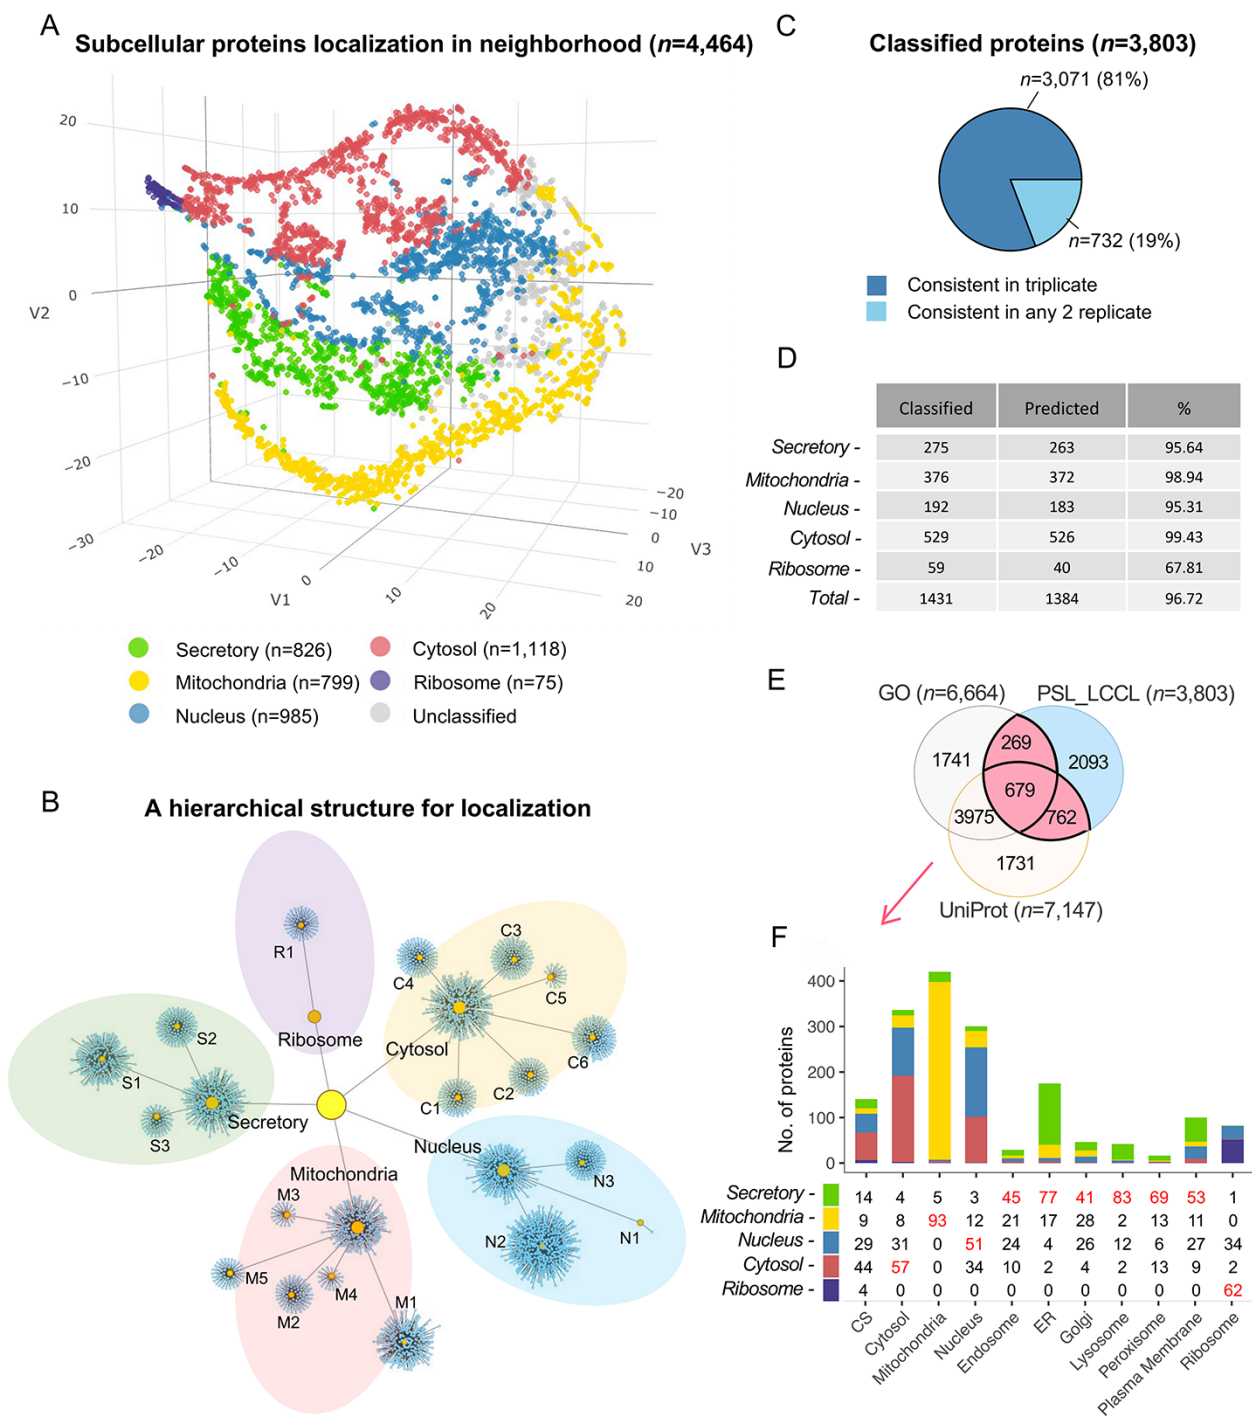 A
Subcellular proteins localization in neighborhood (n=4,464)
20
10
0
V2
−10
−20
−30
−20
−10
0
V1
10
20
−20
−10
0
V3
10
20
Secretory (n=826)
Cytosol (n=1,118)
Mitochondria (n=799)
Ribosome (n=75)
Nucleus (n=985)
Unclassified
B
A hierarchical structure for localization
R1
Ribosome
C3
C4
C5
Cytosol
C6
C2
C1
S2
S1
S3
Secretory
Nucleus
N3
N2
N1
Mitochondria
M3
M5
M4
M2
M1
C
Classified proteins (n=3,803)
n=3,071 (81%)
n=732 (19%)
Consistent in triplicate
Consistent in any 2 replicate
D
Classified Predicted %
Secretory - 275 263 95.64
Mitochondria - 376 372 98.94
Nucleus - 192 183 95.31
Cytosol - 529 526 99.43
Ribosome - 59 40 67.81
Total - 1431 1384 96.72
E
GO (n=6,664) PSL_LCCL (n=3,803)
1741 269 2093
679
3975 762
1731
UniProt (n=7,147)
F
No. of proteins
400
300
200
100
0
Secretory - 14 4 5 3 45 77 41 83 69 53 1
Mitochondria - 9 8 93 12 21 17 28 2 13 11 0
Nucleus - 29 31 0 51 24 4 26 12 6 27 34
Cytosol - 44 57 0 34 10 2 4 2 13 9 2
Ribosome - 4 0 0 0 0 0 0 0 0 0 62
CS
Cytosol
Mitochondria
Nucleus
Endosome
ER
Golgi
Lysosome
Peroxisome
Plasma Membrane
Ribosome